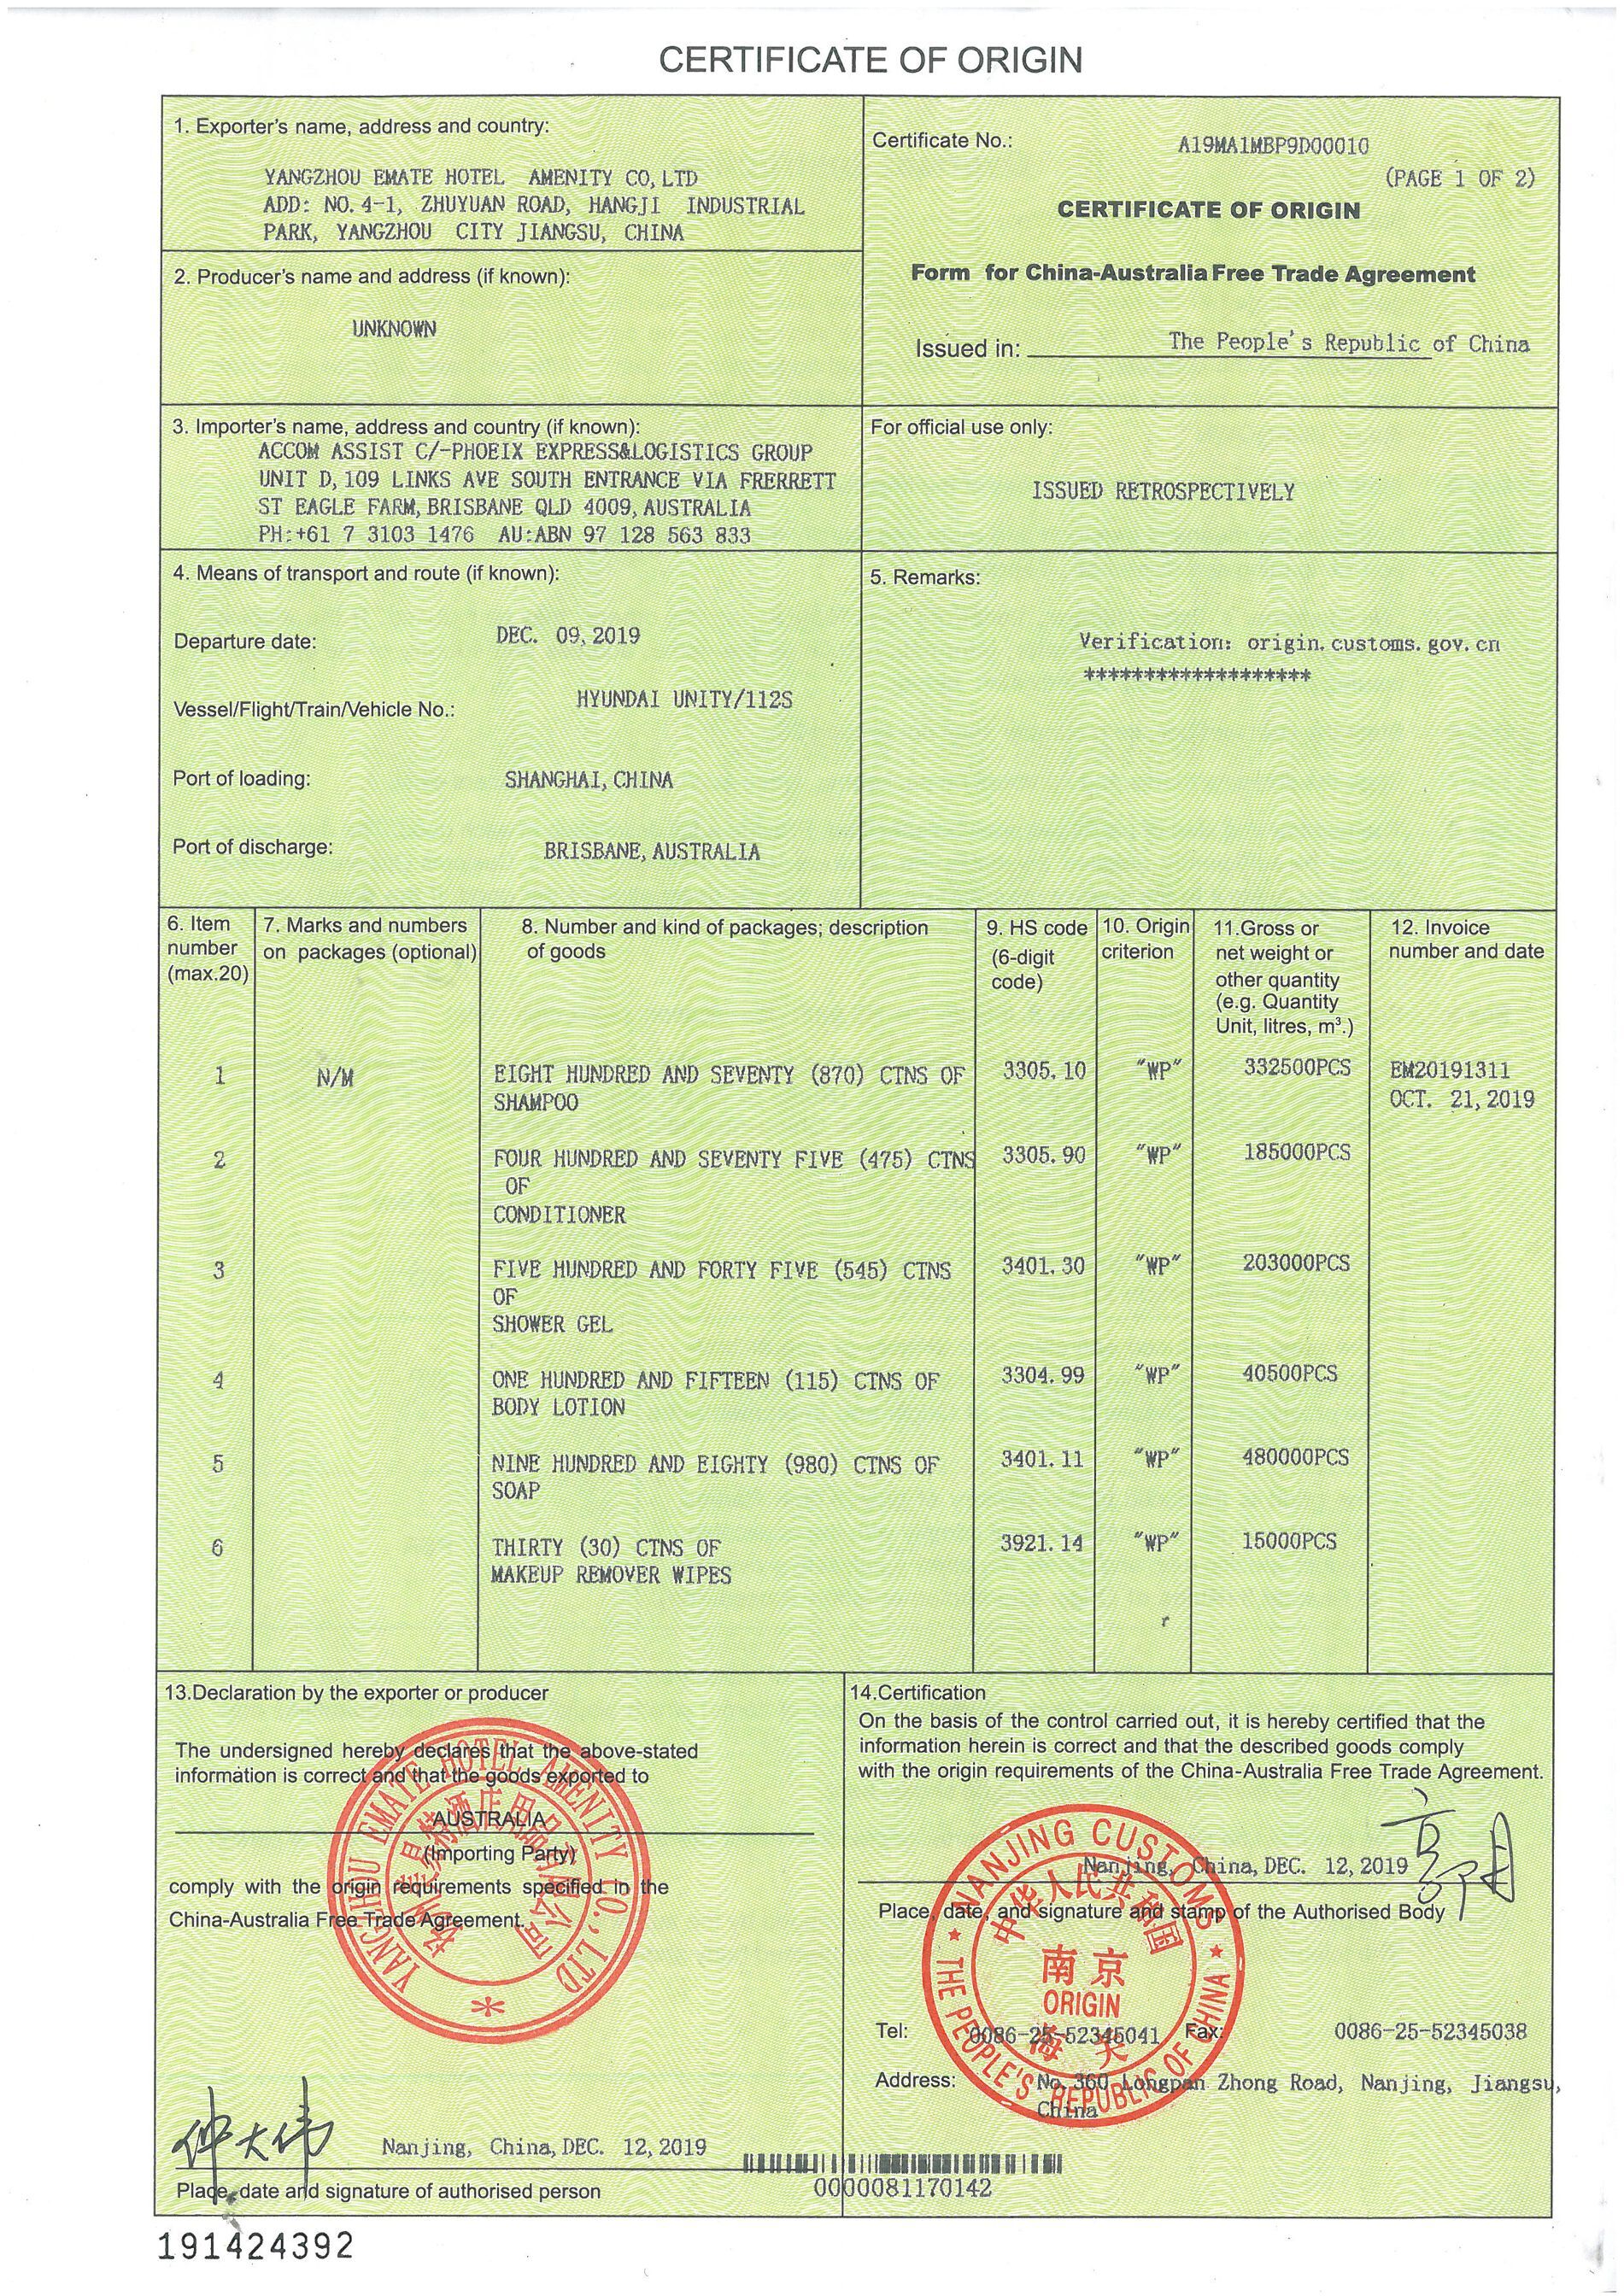 CERTIFICATE OF ORIGIN
1. Exporter's name, address and country:
YANGZHOU EMATE HOTEL AMENITY CO, LTD
ADD: NO. 4-1, ZHUYUAN ROAD, HANGJI INDUSTRIAL
PARK, YANGZHOU CITY JIANGSU, CHINA
Certificate No.: A19MA1MBP9D00010
(PAGE 1 OF 2)
CERTIFICATE OF ORIGIN
Form for China-Australia Free Trade Agreement
Issued in: The People's Republic of China
2. Producer's name and address (if known):
UNKNOWN
3. Importer's name, address and country (if known):
ACCOM ASSIST C/-PHOEIX EXPRESS&LOGISTICS GROUP
UNIT D, 109 LINKS AVE SOUTH ENTRANCE VIA FRERRETT
ST EAGLE FARM, BRISBANE QLD 4009, AUSTRALIA
PH:+61 7 3103 1476 AU:ABN 97 128 563 833
For official use only:
ISSUED RETROSPECTIVELY
4. Means of transport and route (if known):
Departure date: DEC. 09, 2019
Vessel/Flight/Train/Vehicle No.: HYUNDAI UNITY/112S
Port of loading: SHANGHAI, CHINA
Port of discharge: BRISBANE, AUSTRALIA
5. Remarks:
Verification: origin.customs.gov.cn
******************
6. Item
number
(max.20)
7. Marks and numbers
on packages (optional)
8. Number and kind of packages; description
of goods
9. HS code
(6-digit
code)
10. Origin
criterion
11.Gross or
net weight or
other quantity
(e.g. Quantity
Unit, litres, m³.)
12. Invoice
number and date
1 N/M EIGHT HUNDRED AND SEVENTY (870) CTNS OF 3305.10 "WP" 332500PCS EM20191311
SHAMPOO OCT. 21, 2019
2 FOUR HUNDRED AND SEVENTY FIVE (475) CTNS 3305.90 "WP" 185000PCS
OF
CONDITIONER
3 FIVE HUNDRED AND FORTY FIVE (545) CTNS 3401.30 "WP" 203000PCS
OF
SHOWER GEL
4 ONE HUNDRED AND FIFTEEN (115) CTNS OF 3304.99 "WP" 40500PCS
BODY LOTION
5 NINE HUNDRED AND EIGHTY (980) CTNS OF 3401.11 "WP" 480000PCS
SOAP
6 THIRTY (30) CTNS OF 3921.14 "WP" 15000PCS
MAKEUP REMOVER WIPES
13.Declaration by the exporter or producer
The undersigned hereby declares that the above-stated
information is correct and that the goods exported to
AUSTRALIA
(Importing Party)
comply with the origin requirements specified in the
China-Australia Free Trade Agreement.
YANGZHOU EMATE HOTEL AMENITY CO., LTD
仲大伟
Nanjing, China, DEC. 12, 2019
Place, date and signature of authorised person
14.Certification
On the basis of the control carried out, it is hereby certified that the
information herein is correct and that the described goods comply
with the origin requirements of the China-Australia Free Trade Agreement.
Nanjing, China, DEC. 12, 2019
Place, date, and signature and stamp of the Authorised Body
NANJING CUSTOMS
THE PEOPLE'S REPUBLIC OF CHINA
中华人民共和国
南京
ORIGIN
海关
Tel: 0086-25-52345041 Fax: 0086-25-52345038
Address: No. 360 Longpan Zhong Road, Nanjing, Jiangsu,
China
0000081170142
191424392